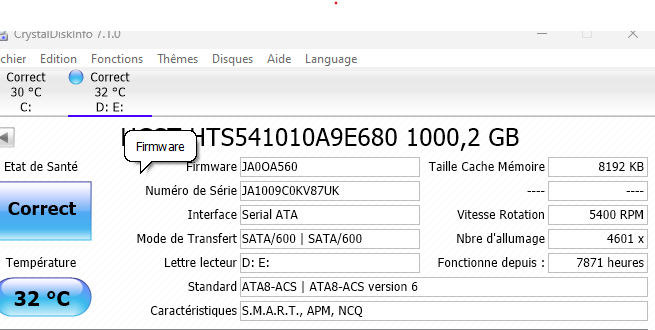 CrystalDiskInfo 7.1.0
chier Edition Fonctions Thèmes Disques Aide Language
Correct Correct
30 °C 32 °C
C: D: E:
HTS541010A9E680 1000,2 GB
Firmware
Etat de Santé Firmware JA0OA560 Taille Cache Mémoire 8192 KB
Correct Numéro de Série JA1009C0KV87UK ---- ----
Interface Serial ATA Vitesse Rotation 5400 RPM
Mode de Transfert SATA/600 | SATA/600 Nbre d'allumage 4601 x
Température Lettre lecteur D: E: Fonctionne depuis : 7871 heures
32 °C Standard ATA8-ACS | ATA8-ACS version 6
Caractéristiques S.M.A.R.T., APM, NCQ